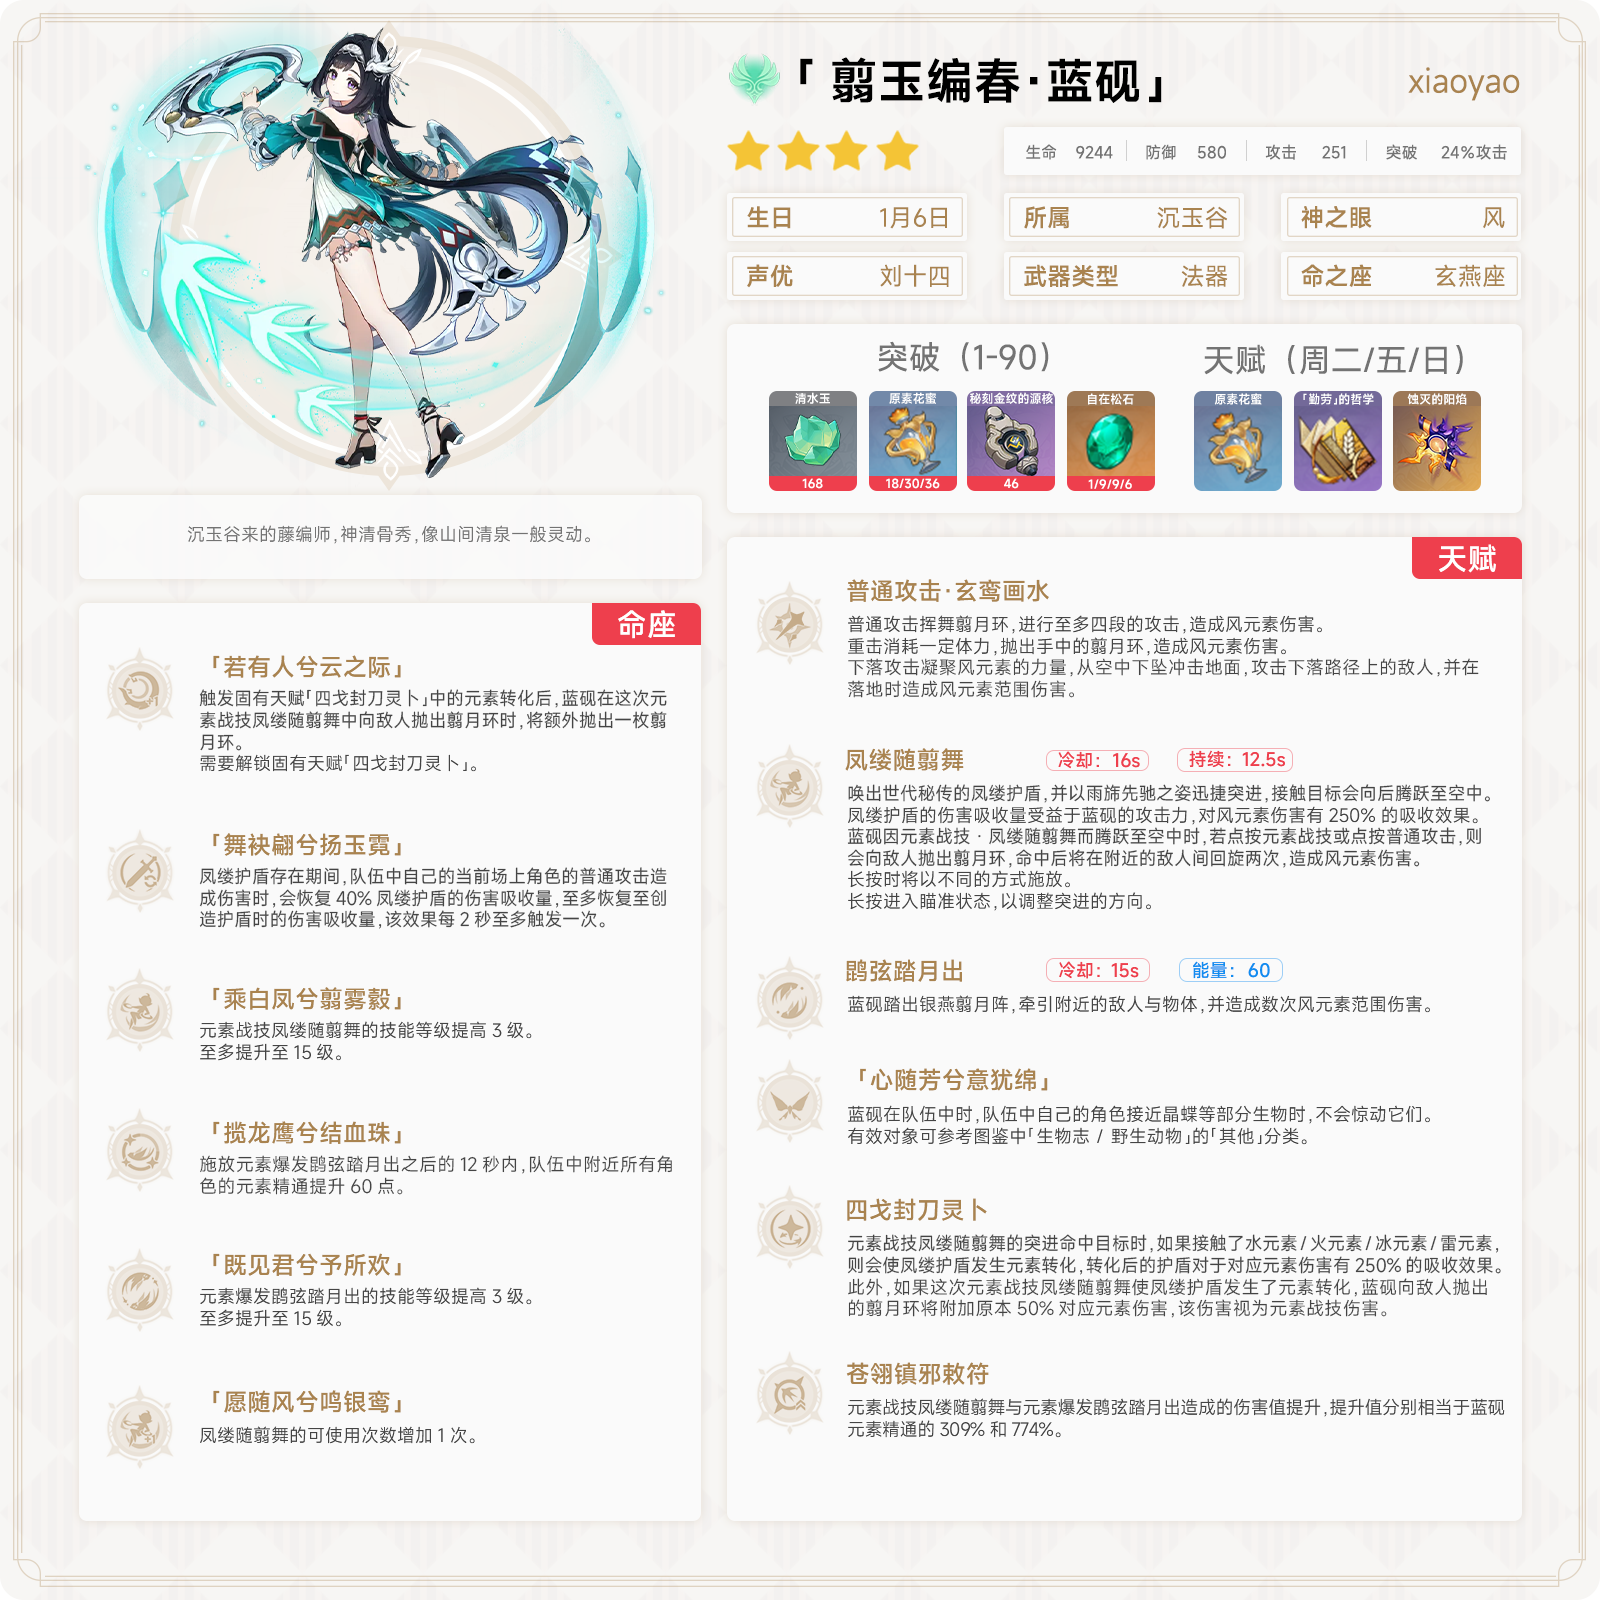 「 翦玉编春·蓝砚」
xiaoyao
生命 9244 防御 580 攻击 251 突破 24%攻击
生日 1月6日
所属 沉玉谷
神之眼 风
声优 刘十四
武器类型 法器
命之座 玄燕座
突破（1-90）
天赋（周二/五/日）
清水玉 原素花蜜 秘刻金纹的源核 自在松石
168 18/30/36 46 1/9/9/6
原素花蜜 「勤劳」的哲学 蚀灭的阳焰
沉玉谷来的藤编师,神清骨秀,像山间清泉一般灵动。
命座
「若有人兮云之际」
触发固有天赋「四戈封刀灵卜」中的元素转化后,蓝砚在这次元
素战技凤缕随翦舞中向敌人抛出翦月环时,将额外抛出一枚翦
月环。
需要解锁固有天赋「四戈封刀灵卜」。
「舞袂翩兮扬玉霓」
凤缕护盾存在期间,队伍中自己的当前场上角色的普通攻击造
成伤害时,会恢复 40% 凤缕护盾的伤害吸收量,至多恢复至创
造护盾时的伤害吸收量,该效果每 2 秒至多触发一次。
「乘白凤兮翦雾縠」
元素战技凤缕随翦舞的技能等级提高 3 级。
至多提升至 15 级。
「揽龙鹰兮结血珠」
施放元素爆发鹍弦踏月出之后的 12 秒内,队伍中附近所有角
色的元素精通提升 60 点。
「既见君兮予所欢」
元素爆发鹍弦踏月出的技能等级提高 3 级。
至多提升至 15 级。
「愿随风兮鸣银鸾」
凤缕随翦舞的可使用次数增加 1 次。
天赋
普通攻击·玄鸾画水
普通攻击挥舞翦月环,进行至多四段的攻击,造成风元素伤害。
重击消耗一定体力,抛出手中的翦月环,造成风元素伤害。
下落攻击凝聚风元素的力量,从空中下坠冲击地面,攻击下落路径上的敌人,并在
落地时造成风元素范围伤害。
凤缕随翦舞 冷却：16s 持续：12.5s
唤出世代秘传的凤缕护盾,并以雨旆先驰之姿迅捷突进,接触目标会向后腾跃至空中。
凤缕护盾的伤害吸收量受益于蓝砚的攻击力,对风元素伤害有 250% 的吸收效果。
蓝砚因元素战技 · 凤缕随翦舞而腾跃至空中时,若点按元素战技或点按普通攻击,则
会向敌人抛出翦月环,命中后将在附近的敌人间回旋两次,造成风元素伤害。
长按时将以不同的方式施放。
长按进入瞄准状态,以调整突进的方向。
鹍弦踏月出 冷却：15s 能量：60
蓝砚踏出银燕翦月阵,牵引附近的敌人与物体,并造成数次风元素范围伤害。
「心随芳兮意犹绵」
蓝砚在队伍中时,队伍中自己的角色接近晶蝶等部分生物时,不会惊动它们。
有效对象可参考图鉴中「生物志 / 野生动物」的「其他」分类。
四戈封刀灵卜
元素战技凤缕随翦舞的突进命中目标时,如果接触了水元素/火元素/冰元素/雷元素,
则会使凤缕护盾发生元素转化,转化后的护盾对于对应元素伤害有 250% 的吸收效果。
此外,如果这次元素战技凤缕随翦舞使凤缕护盾发生了元素转化,蓝砚向敌人抛出
的翦月环将附加原本 50% 对应元素伤害,该伤害视为元素战技伤害。
苍翎镇邪敕符
元素战技凤缕随翦舞与元素爆发鹍弦踏月出造成的伤害值提升,提升值分别相当于蓝砚
元素精通的 309% 和 774%。